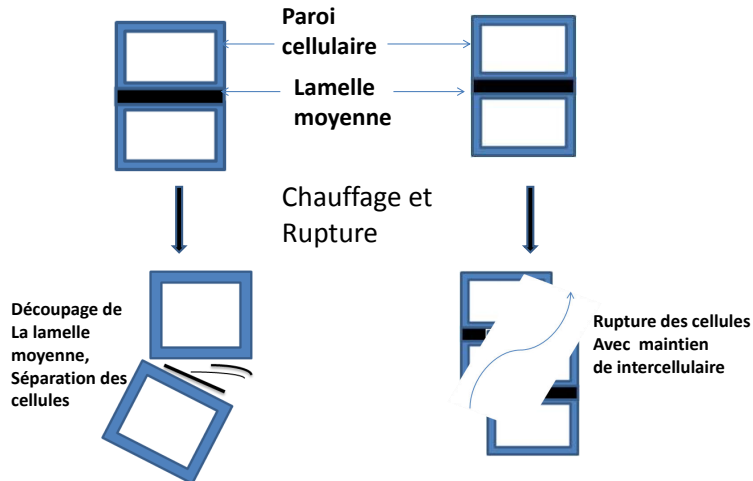 Paroi
cellulaire
Lamelle
moyenne
Chauffage et
Rupture
Découpage de
La lamelle
moyenne,
Séparation des
cellules
Rupture des cellules
Avec maintien
de intercellulaire